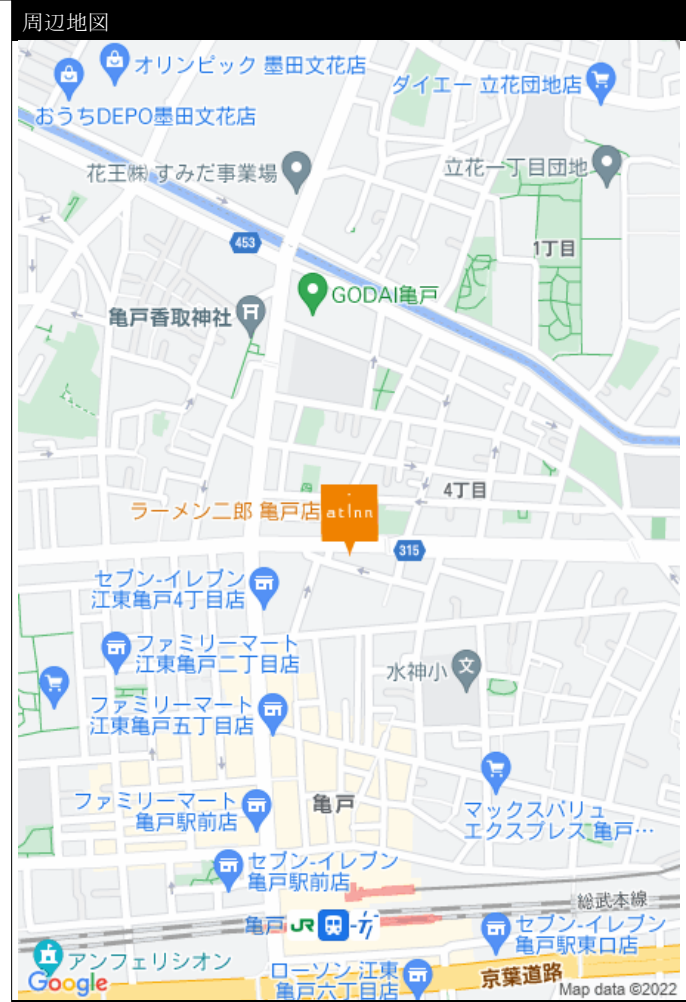 周辺地図
オリンピック 墨田文花店
ダイエー 立花団地店
おうちDEPO墨田文花店
花王㈱ すみだ事業場
立花一丁目団地
453
1丁目
GODAI亀戸
亀戸香取神社
4丁目
ラーメン二郎 亀戸店
at Inn
315
セブン-イレブン
江東亀戸4丁目店
ファミリーマート
江東亀戸二丁目店
水神小
文
ファミリーマート
江東亀戸五丁目店
ファミリーマート
亀戸駅前店
亀戸
マックスバリュ
エクスプレス 亀戸…
セブン-イレブン
亀戸駅前店
総武本線
亀戸 JR
セブン-イレブン
亀戸駅東口店
アンフェリシオン
ローソン 江東
亀戸六丁目店
京葉道路
Google
Map data ©2022